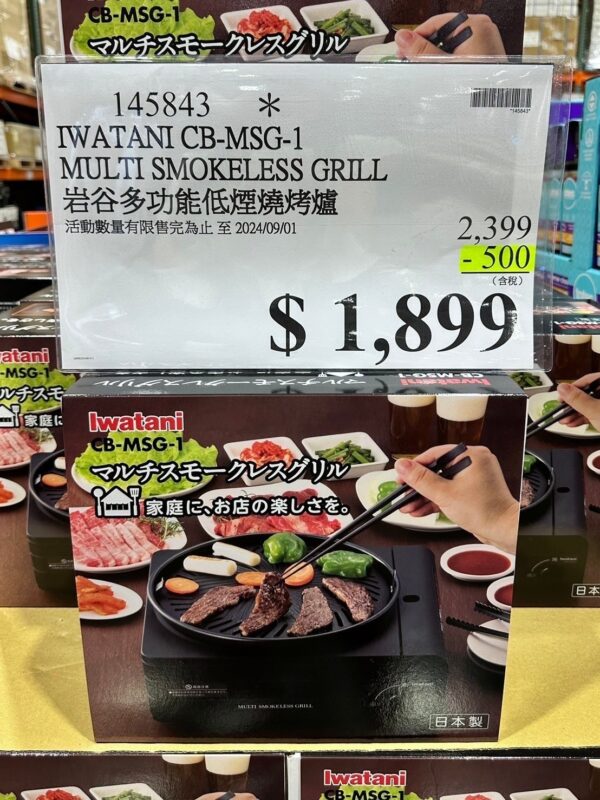 CB-MSG-1
マルチスモークレスグリル
145843 *
*145843*
IWATANI CB-MSG-1
MULTI SMOKELESS GRILL
岩谷多功能低煙燒烤爐
活動數量有限售完為止 至 2024/09/01
2,399
- 500
(含稅)
$ 1,899
Iwatani
CB-MSG-1
マルチスモークレスグリル
Iwatani
CB-MSG-1
マルチスモークレスグリル
家庭に、お店の楽しさを。
MULTI SMOKELESS GRILL
日本製
Iwatani
CB-MSG-1